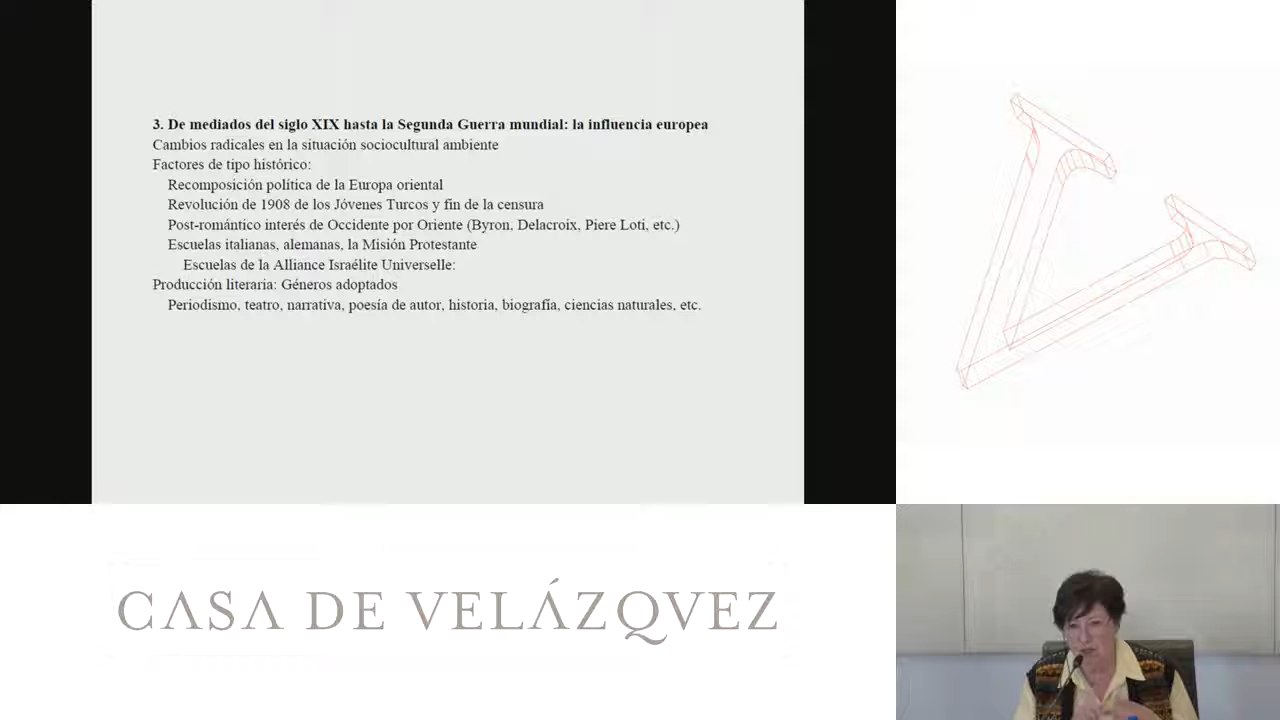 3. De mediados del siglo XIX hasta la Segunda Guerra mundial: la influencia europea
Cambios radicales en la situación sociocultural ambiente
Factores de tipo histórico:
Recomposición política de la Europa oriental
Revolución de 1908 de los Jóvenes Turcos y fin de la censura
Post-romántico interés de Occidente por Oriente (Byron, Delacroix, Piere Loti, etc.)
Escuelas italianas, alemanas, la Misión Protestante
Escuelas de la Alliance Israélite Universelle:
Producción literaria: Géneros adoptados
Periodismo, teatro, narrativa, poesía de autor, historia, biografía, ciencias naturales, etc.
CASA DE VELÁZQVEZ